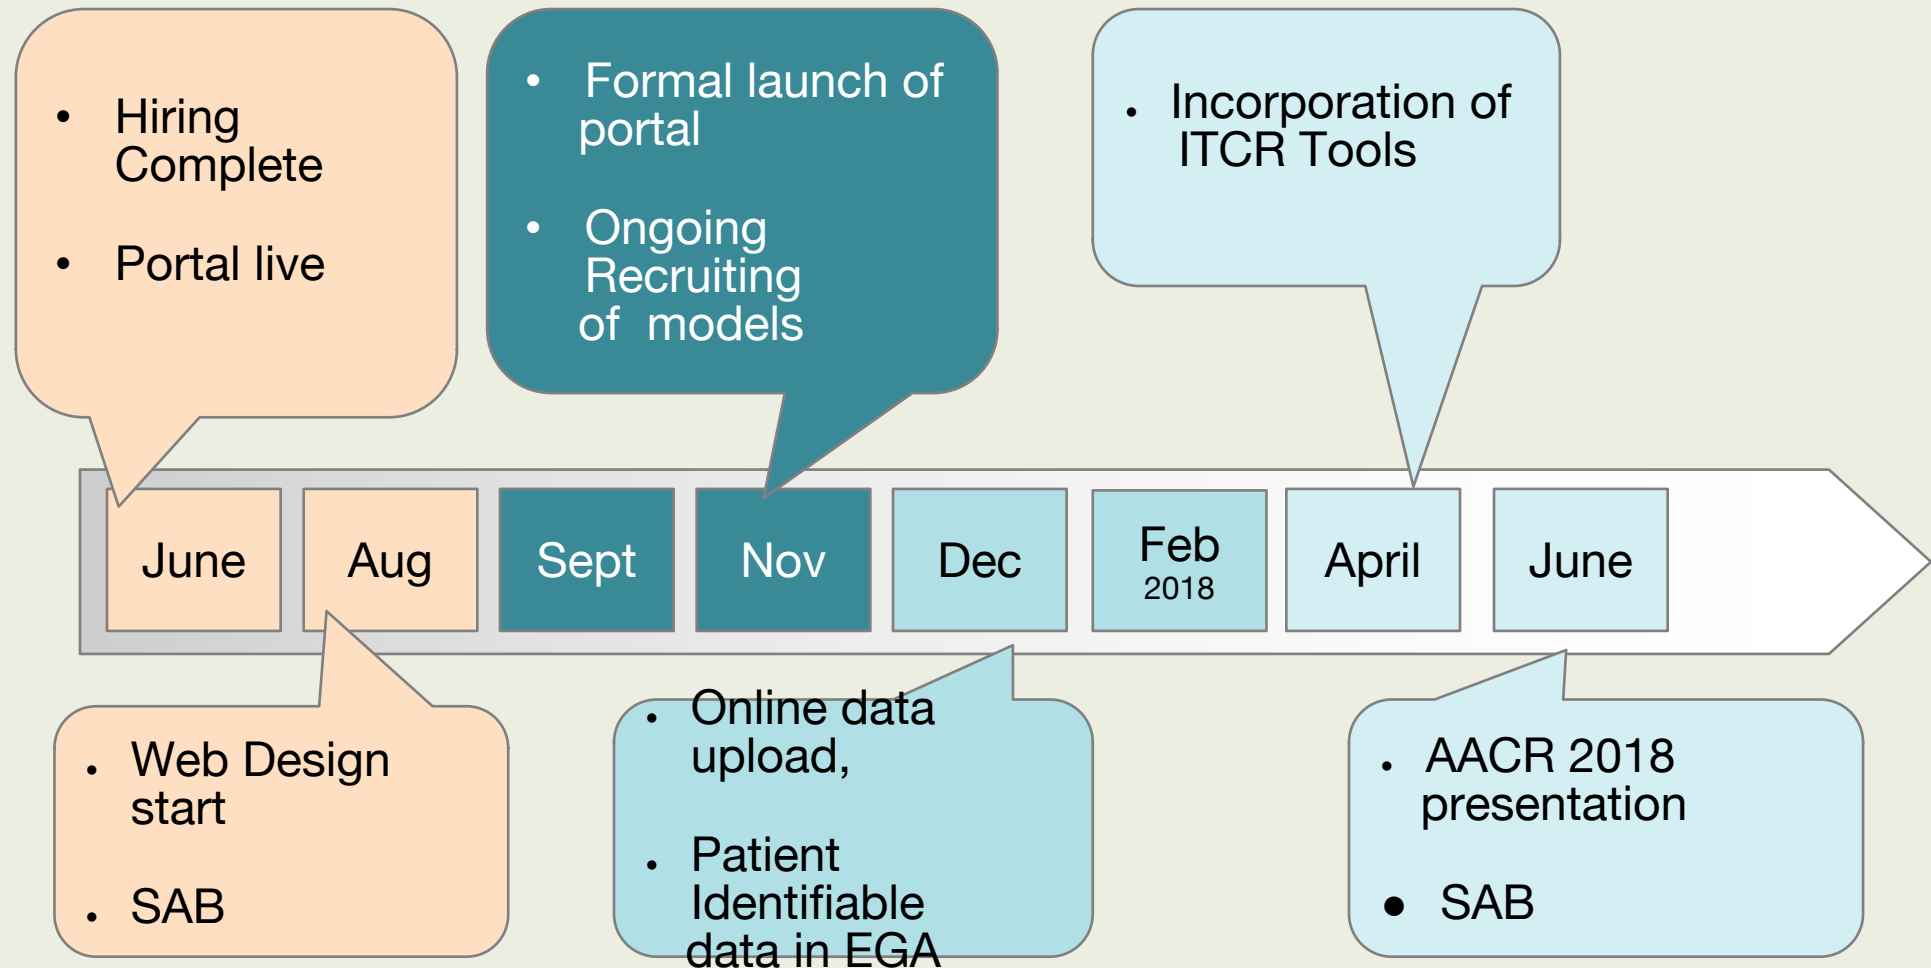 • Hiring
Complete
• Portal live
• Formal launch of
portal
• Ongoing
Recruiting
of models
• Incorporation of
ITCR Tools
June
Aug
Sept
Nov
Dec
Feb
2018
April
June
• Web Design
start
• SAB
• Online data
upload,
• Patient
Identifiable
data in EGA
• AACR 2018
presentation
• SAB